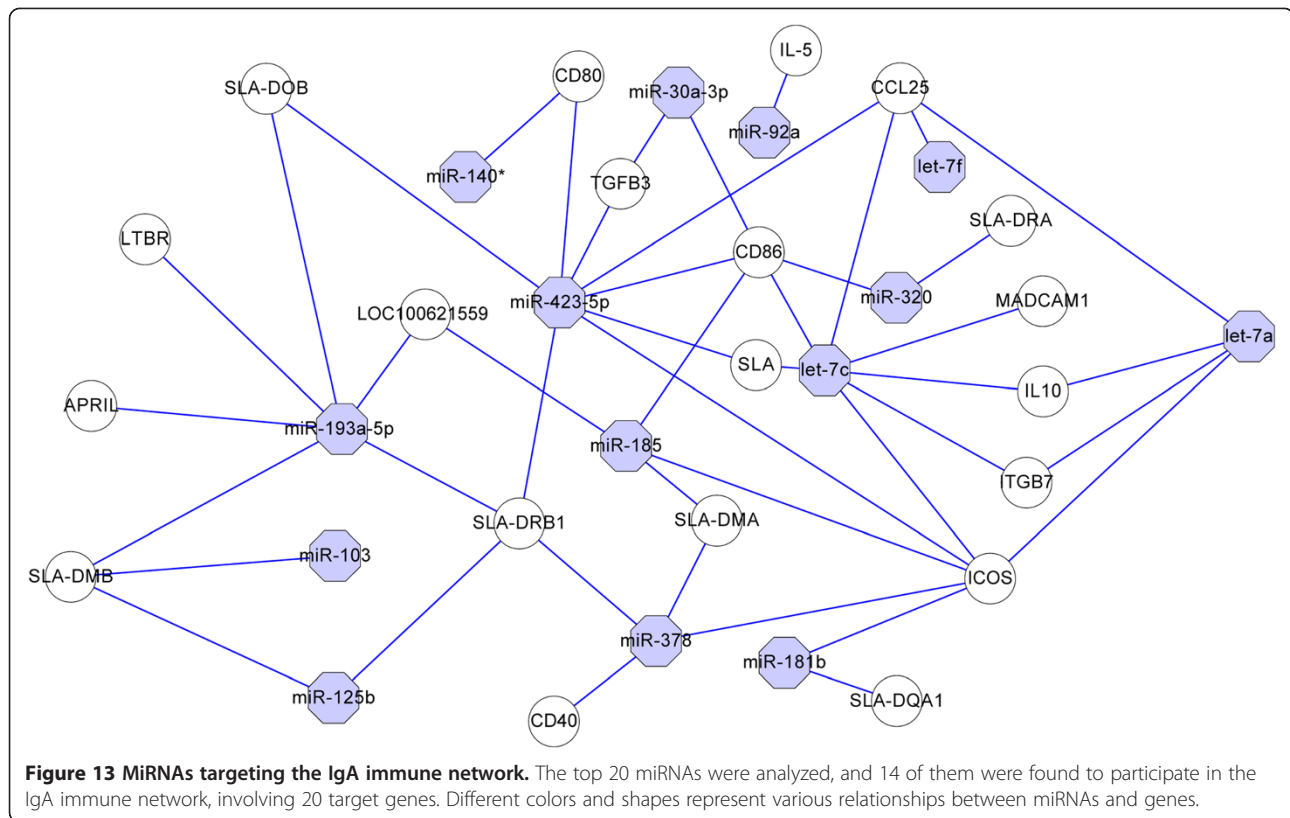 IL-5
CD80
SLA-DOB
miR-30a-3p
CCL25
miR-92a
let-7f
miR-140*
TGFB3
SLA-DRA
LTBR
CD86
miR-320
MADCAM1
miR-423-5p
LOC100621559
let-7a
SLA
let-7c
IL10
APRIL
miR-193a-5p
miR-185
ITGB7
SLA-DRB1
SLA-DMA
miR-103
SLA-DMB
ICOS
miR-378
miR-181b
miR-125b
SLA-DQA1
CD40
Figure 13 MiRNAs targeting the IgA immune network. The top 20 miRNAs were analyzed, and 14 of them were found to participate in the
IgA immune network, involving 20 target genes. Different colors and shapes represent various relationships between miRNAs and genes.